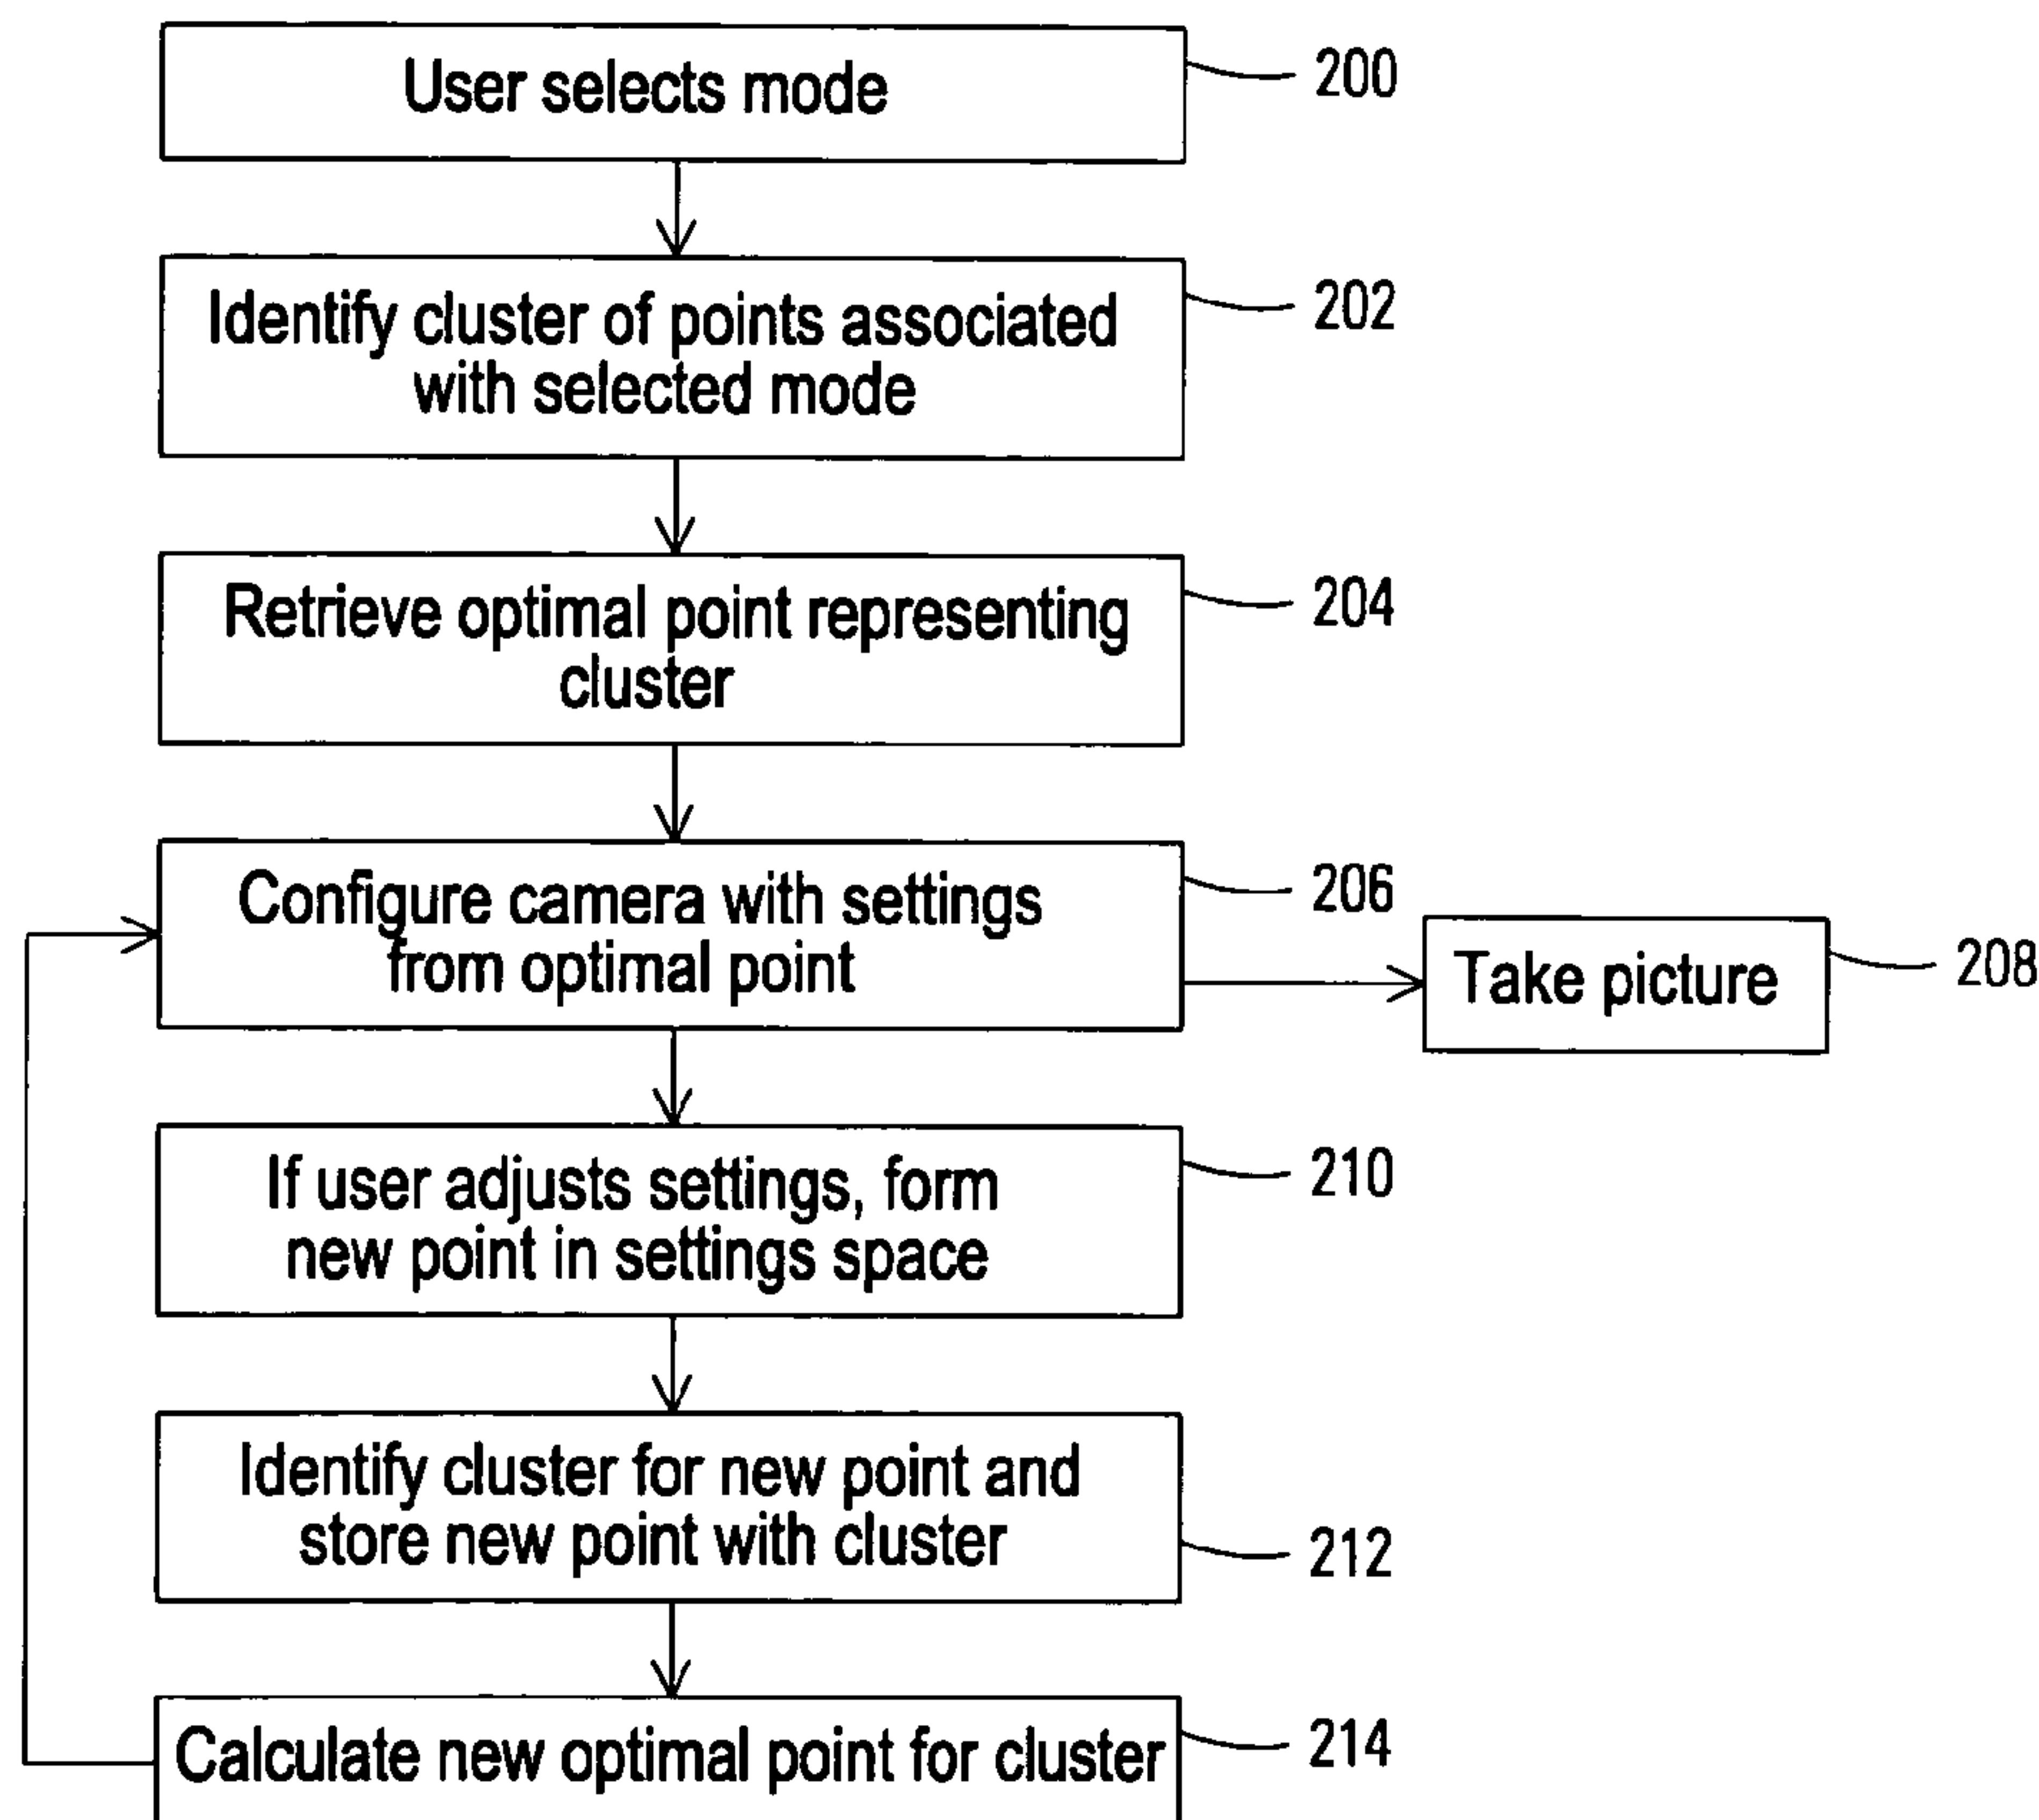 User selects mode
200
Identify cluster of points associated
with selected mode
202
Retrieve optimal point representing
cluster
204
Configure camera with settings
from optimal point
206
Take picture
208
If user adjusts settings, form
new point in settings space
210
Identify cluster for new point and
store new point with cluster
212
Calculate new optimal point for cluster
214